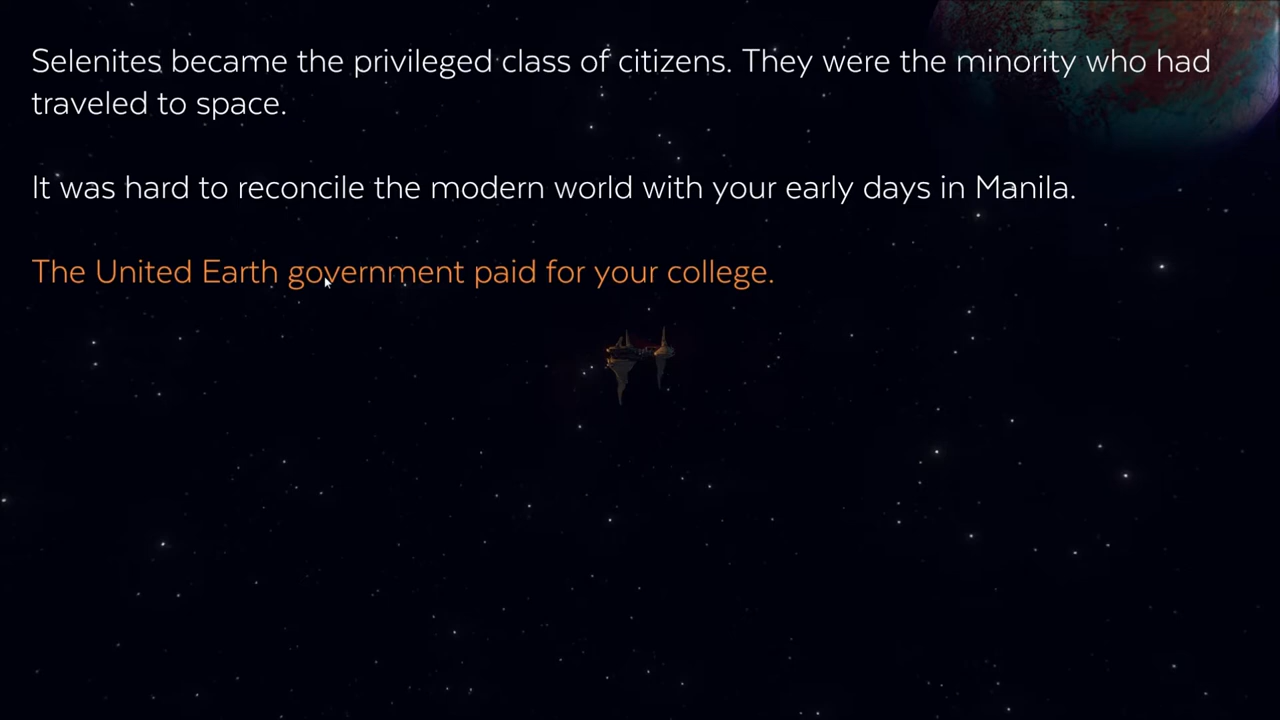 Selenites became the privileged class of citizens. They were the minority who had
traveled to space.
It was hard to reconcile the modern world with your early days in Manila.
The United Earth government paid for your college.